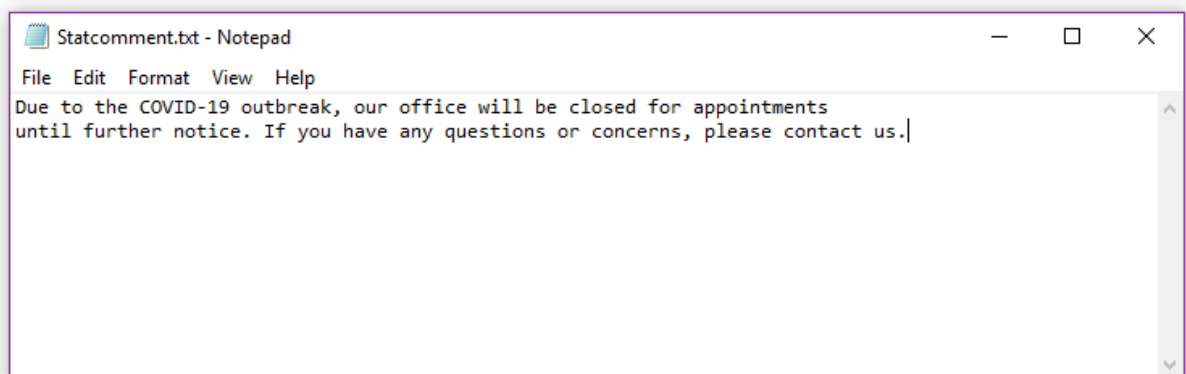 Statcomment.txt - Notepad
File Edit Format View Help
Due to the COVID-19 outbreak, our office will be closed for appointments
until further notice. If you have any questions or concerns, please contact us.